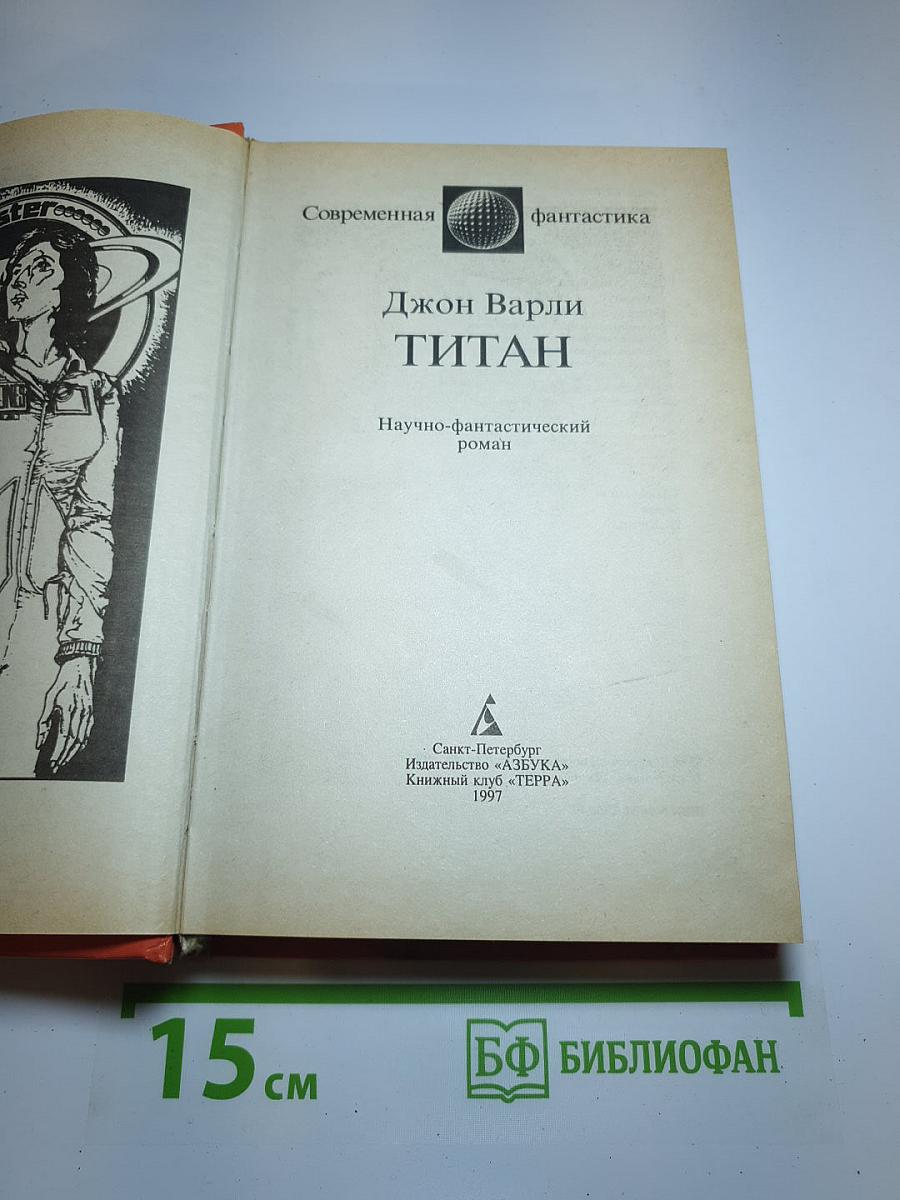 Современная фантастика
Джон Варли
ТИТАН
Научно-фантастический
роман
Санкт-Петербург
Издательство «АЗБУКА»
Книжный клуб «ТЕРРА»
1997
15 см
БФ БИБЛИОФАН